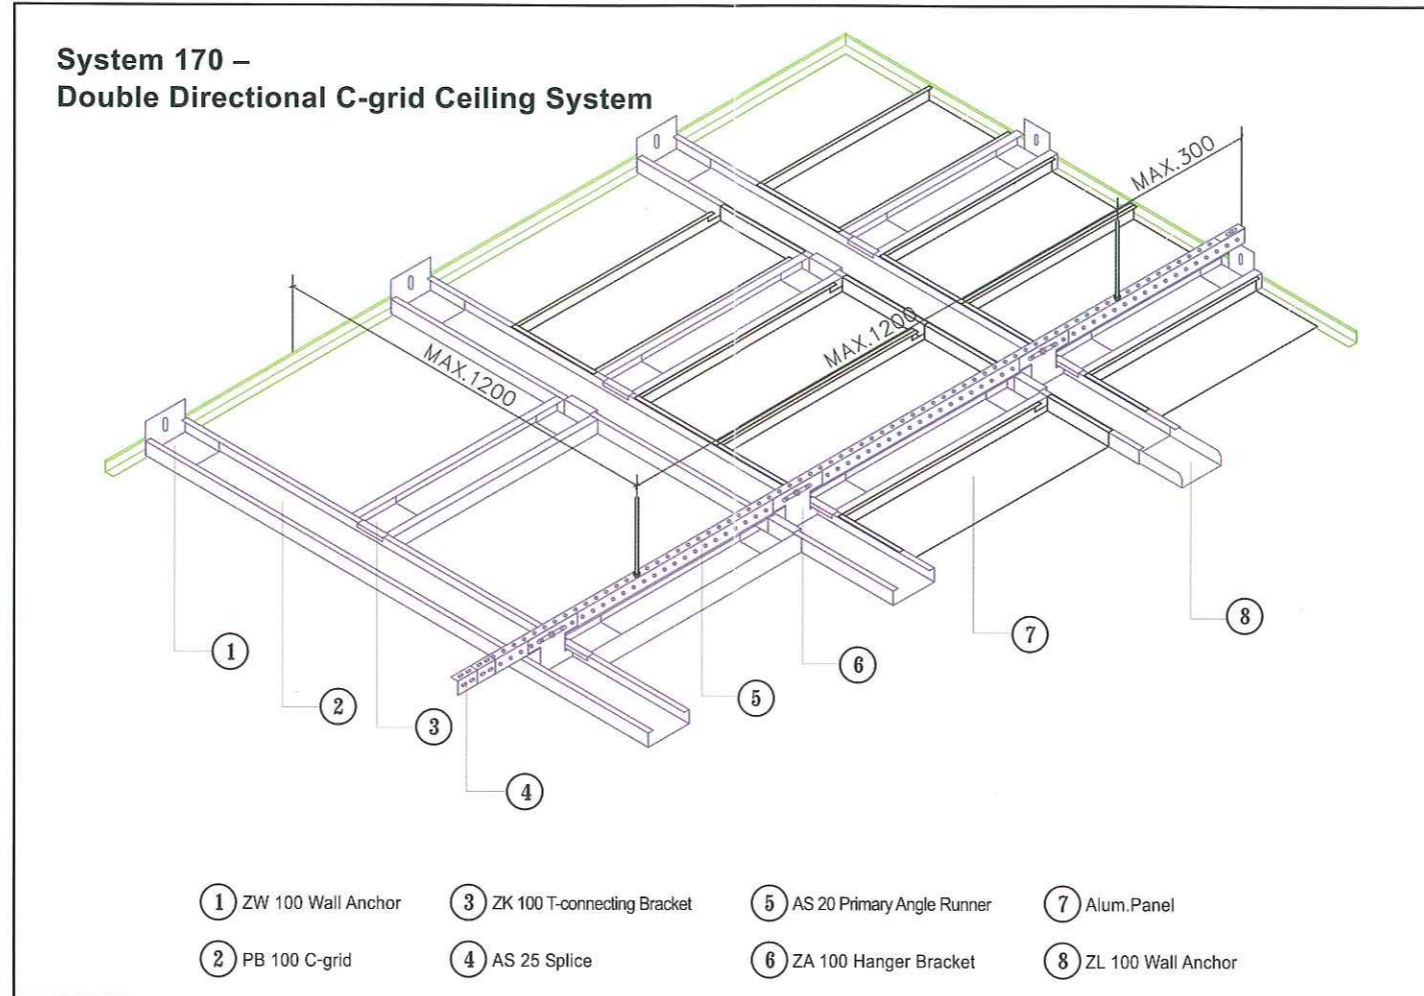 System 170 –
Double Directional C-grid Ceiling System
MAX.300
MAX.1200
MAX.1200
1
2
3
4
5
6
7
8
1 ZW 100 Wall Anchor
3 ZK 100 T-connecting Bracket
5 AS 20 Primary Angle Runner
7 Alum.Panel
2 PB 100 C-grid
4 AS 25 Splice
6 ZA 100 Hanger Bracket
8 ZL 100 Wall Anchor